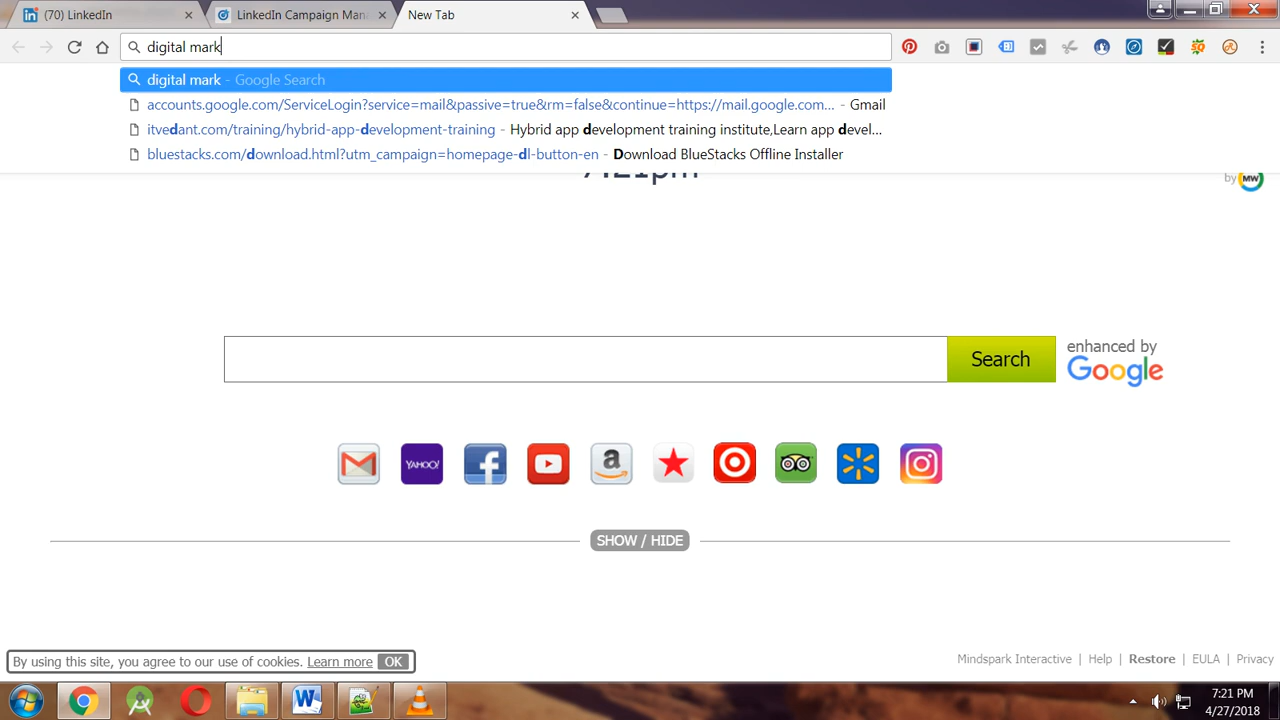 (70) LinkedIn
LinkedIn Campaign Man
New Tab
digital mark
digital mark - Google Search
accounts.google.com/ServiceLogin?service=mail&passive=true&rm=false&continue=https://mail.google.com... - Gmail
itvedant.com/training/hybrid-app-development-training - Hybrid app development training institute,Learn app devel...
bluestacks.com/download.html?utm_campaign=homepage-dl-button-en - Download BlueStacks Offline Installer
7:21pm
by MW
Search
enhanced by
Google
YAHOO!
SHOW / HIDE
By using this site, you agree to our use of cookies. Learn more OK
Mindspark Interactive | Help | Restore | EULA | Privacy
7:21 PM
4/27/2018